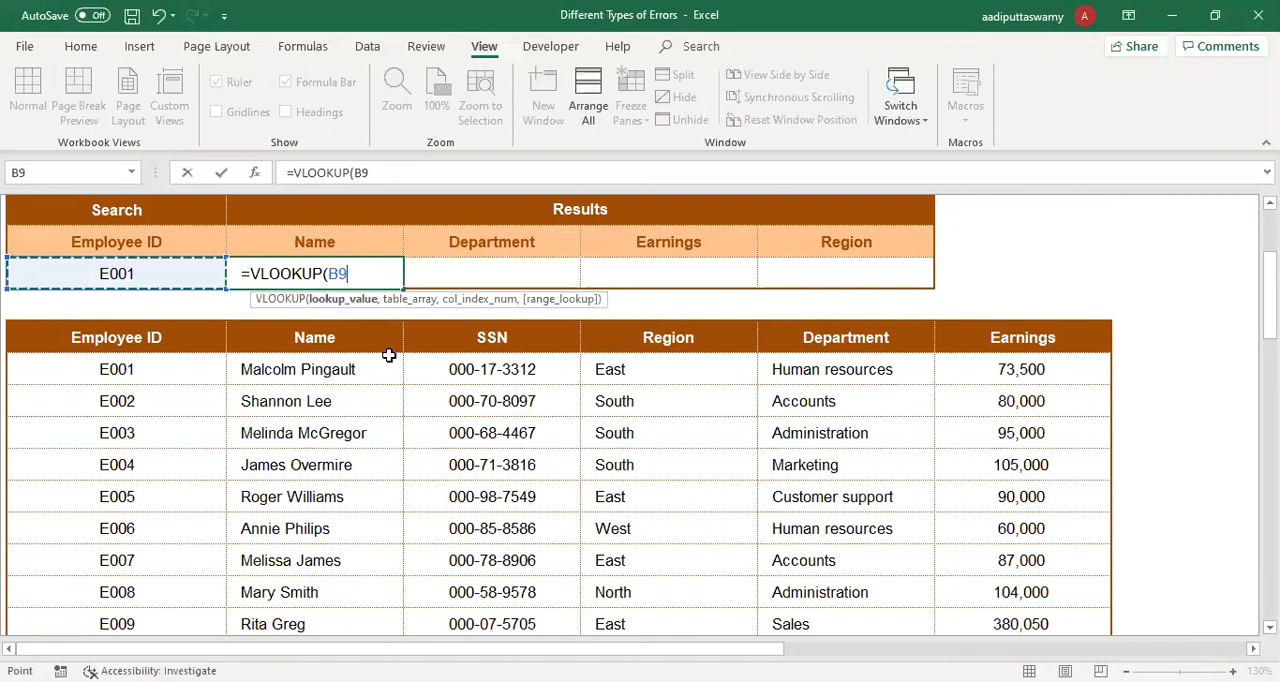 AutoSave Off Different Types of Errors - Excel aadiputtaswamy A
File Home Insert Page Layout Formulas Data Review View Developer Help Search Share Comments
Normal Page Break Preview Page Layout Custom Views
Workbook Views
Ruler Formula Bar
Gridlines Headings
Show
Zoom 100% Zoom to Selection
Zoom
New Window Arrange All Freeze Panes
Split
Hide
Unhide
View Side by Side
Synchronous Scrolling
Reset Window Position
Switch Windows
Window
Macros
Macros
B9 fx =VLOOKUP(B9
Search Results
Employee ID Name Department Earnings Region
E001 =VLOOKUP(B9
VLOOKUP(lookup_value, table_array, col_index_num, [range_lookup])
Employee ID Name SSN Region Department Earnings
E001 Malcolm Pingault 000-17-3312 East Human resources 73,500
E002 Shannon Lee 000-70-8097 South Accounts 80,000
E003 Melinda McGregor 000-68-4467 South Administration 95,000
E004 James Overmire 000-71-3816 South Marketing 105,000
E005 Roger Williams 000-98-7549 East Customer support 90,000
E006 Annie Philips 000-85-8586 West Human resources 60,000
E007 Melissa James 000-78-8906 East Accounts 87,000
E008 Mary Smith 000-58-9578 North Administration 104,000
E009 Rita Greg 000-07-5705 East Sales 380,050
Point Accessibility: Investigate 130%